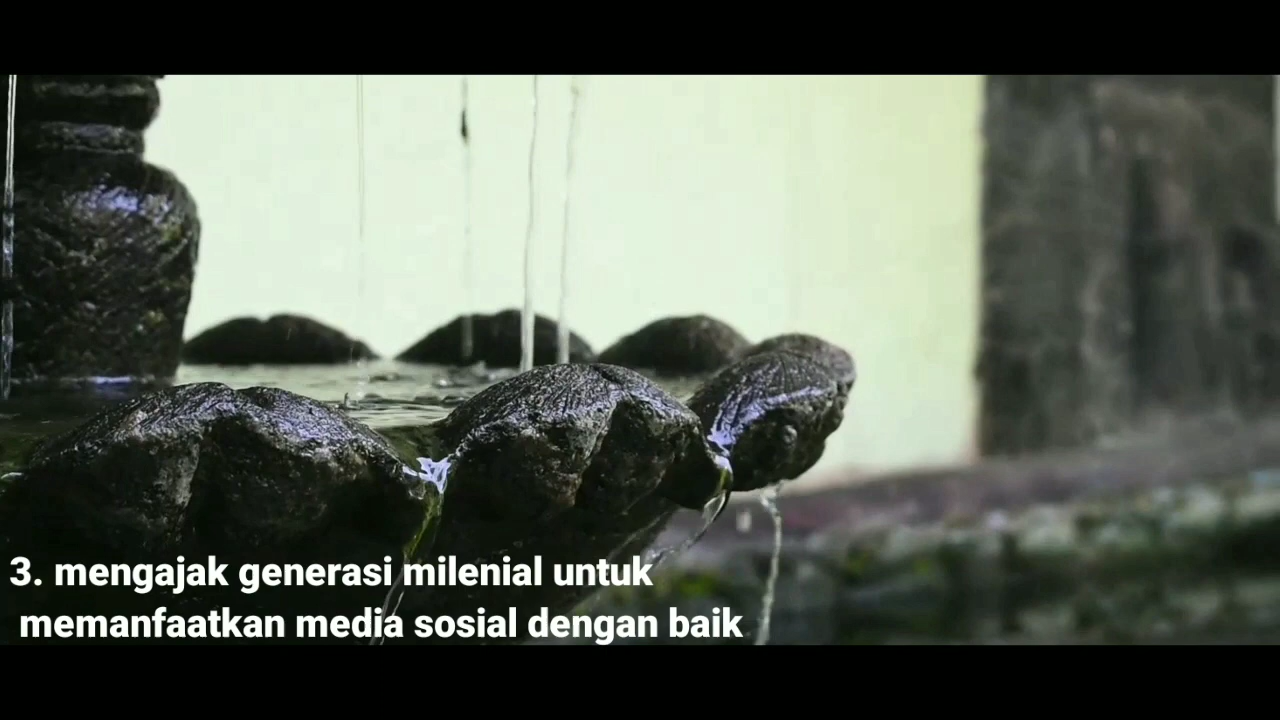 3. mengajak generasi milenial untuk
memanfaatkan media sosial dengan baik